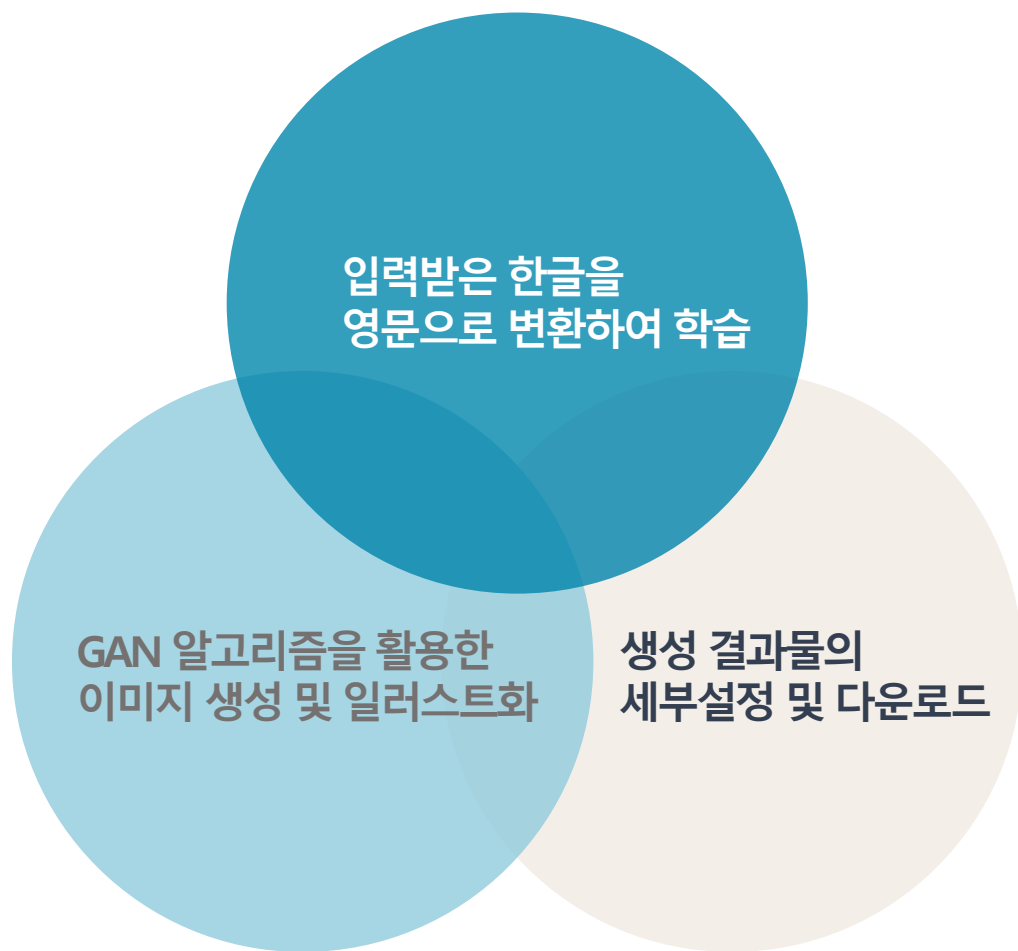 입력받은 한글을
영문으로 변환하여 학습
GAN 알고리즘을 활용한
이미지 생성 및 일러스트화
생성 결과물의
세부설정 및 다운로드